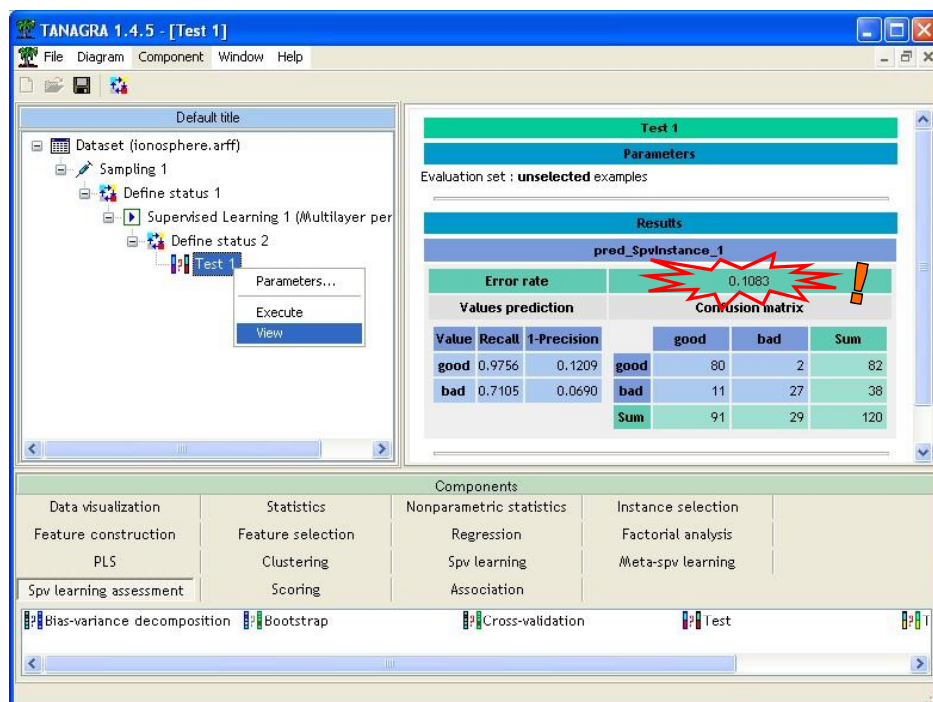 TANAGRA 1.4.5 - [Test 1]
File Diagram Component Window Help
Default title
Dataset (ionosphere.arff)
Sampling 1
Define status 1
Supervised Learning 1 (Multilayer per
Define status 2
Test 1
Parameters...
Execute
View
Test 1
Parameters
Evaluation set : unselected examples
Results
pred_SpvInstance_1
Error rate 0.1083
Values prediction Confusion matrix
Value Recall 1-Precision good bad Sum
good 0.9756 0.1209 good 80 2 82
bad 0.7105 0.0690 bad 11 27 38
Sum 91 29 120
Components
Data visualization Statistics Nonparametric statistics Instance selection
Feature construction Feature selection Regression Factorial analysis
PLS Clustering Spv learning Meta-spv learning
Spv learning assessment Scoring Association
Bias-variance decomposition Bootstrap Cross-validation Test T